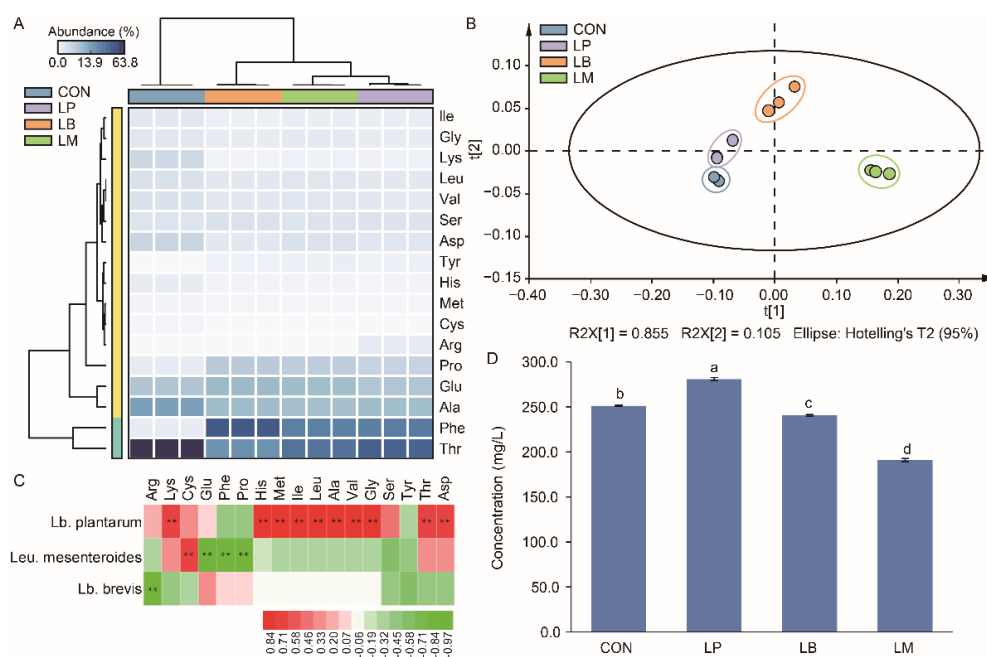 A
Abundance (%)
0.0 13.9 63.8
CON
LP
LB
LM
Ile
Gly
Lys
Leu
Val
Ser
Asp
Tyr
His
Met
Cys
Arg
Pro
Glu
Ala
Phe
Thr
B
CON
LP
LB
LM
t[2]
0.10
0.05
0.00
−0.05
−0.10
−0.15
−0.40 −0.30 −0.20 −0.10 0.00 0.10 0.20 0.30 0.40
t[1]
R2X[1] = 0.855 R2X[2] = 0.105 Ellipse: Hotelling's T2 (95%)
C
Arg Lys Cys Glu Phe Pro His Met Ile Leu Ala Val Gly Ser Tyr Thr Asp
Lb. plantarum ** ** ** ** ** ** ** ** ** ** **
Leu. mesenteroides ** ** ** **
Lb. brevis **
0.84 0.71 0.58 0.46 0.33 0.20 0.07 -0.06 -0.19 -0.32 -0.45 -0.58 -0.71 -0.84 -0.97
D
Concentration (mg/L)
300.0
250.0
200.0
150.0
100.0
50.0
0.0
b
a
c
d
CON LP LB LM